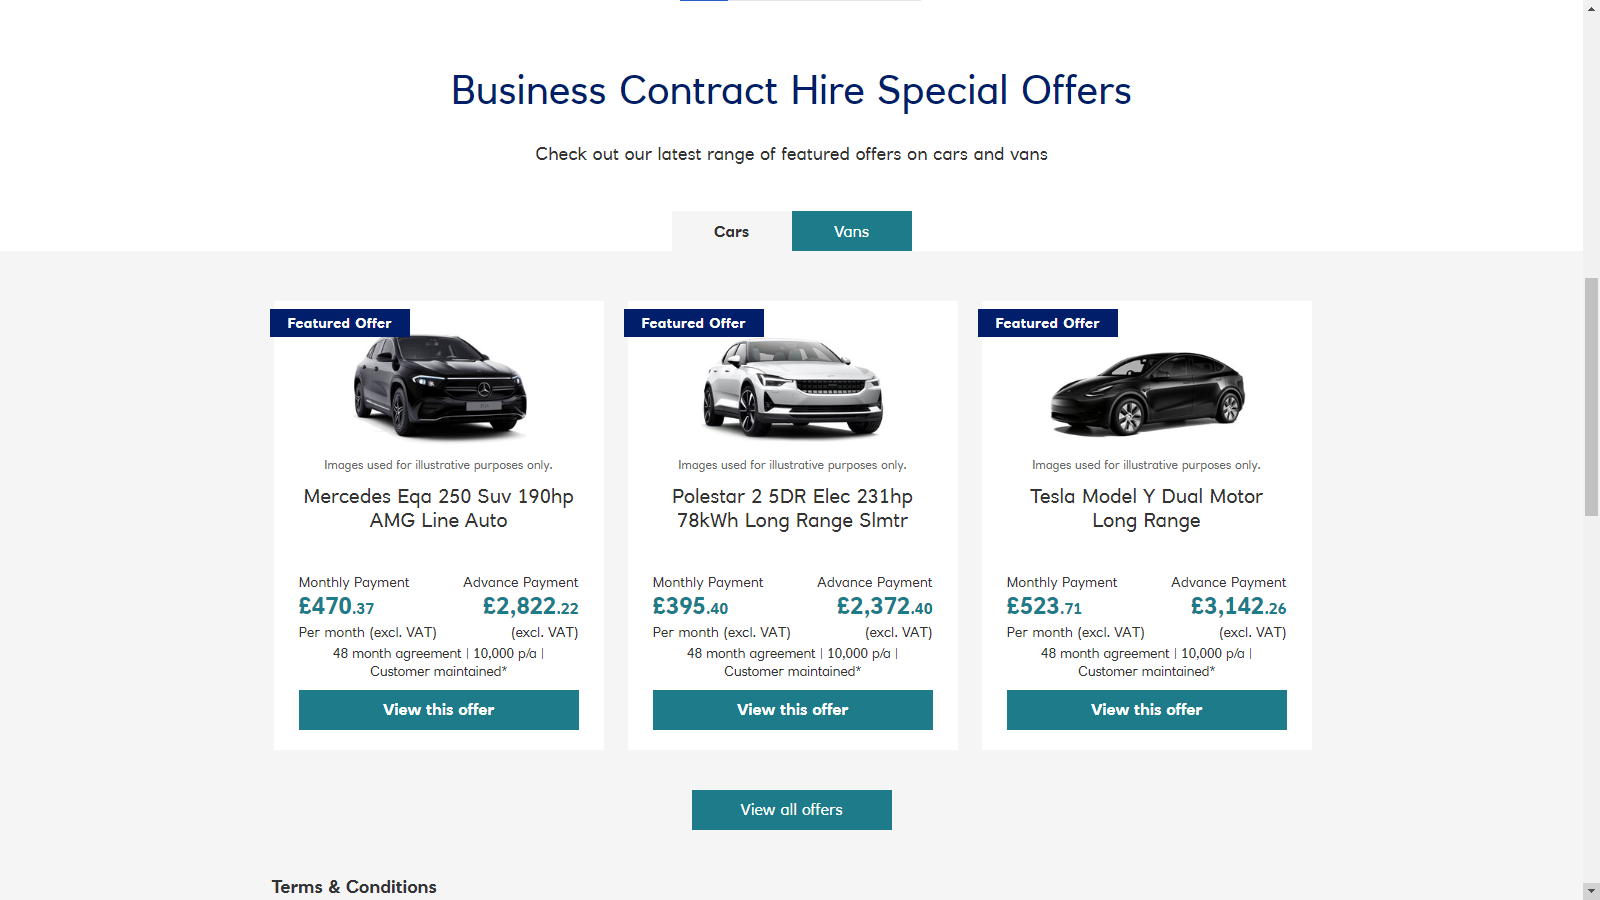 Business Contract Hire Special Offers
Check out our latest range of featured offers on cars and vans
Cars
Vans
Featured Offer
Images used for illustrative purposes only.
Mercedes Eqa 250 Suv 190hp
AMG Line Auto
Monthly Payment
£470.37
Per month (excl. VAT)
Advance Payment
£2,822.22
(excl. VAT)
48 month agreement | 10,000 p/a |
Customer maintained*
View this offer
Featured Offer
Images used for illustrative purposes only.
Polestar 2 5DR Elec 231hp
78kWh Long Range Slmtr
Monthly Payment
£395.40
Per month (excl. VAT)
Advance Payment
£2,372.40
(excl. VAT)
48 month agreement | 10,000 p/a |
Customer maintained*
View this offer
Featured Offer
Images used for illustrative purposes only.
Tesla Model Y Dual Motor
Long Range
Monthly Payment
£523.71
Per month (excl. VAT)
Advance Payment
£3,142.26
(excl. VAT)
48 month agreement | 10,000 p/a |
Customer maintained*
View this offer
View all offers
Terms & Conditions